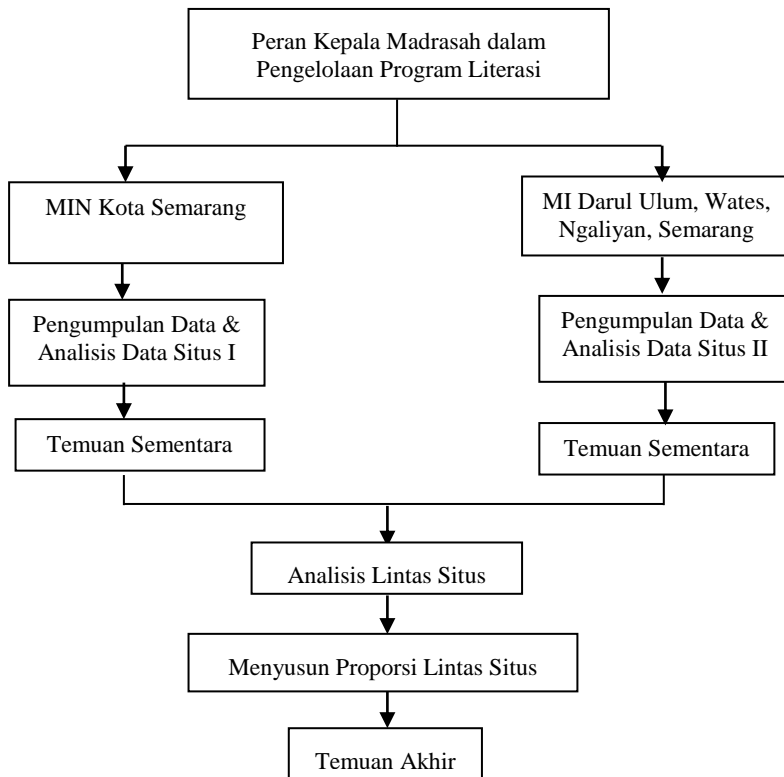 Peran Kepala Madrasah dalam
Pengelolaan Program Literasi
MIN Kota Semarang
MI Darul Ulum, Wates,
Ngaliyan, Semarang
Pengumpulan Data &
Analisis Data Situs I
Pengumpulan Data &
Analisis Data Situs II
Temuan Sementara
Temuan Sementara
Analisis Lintas Situs
Menyusun Proporsi Lintas Situs
Temuan Akhir